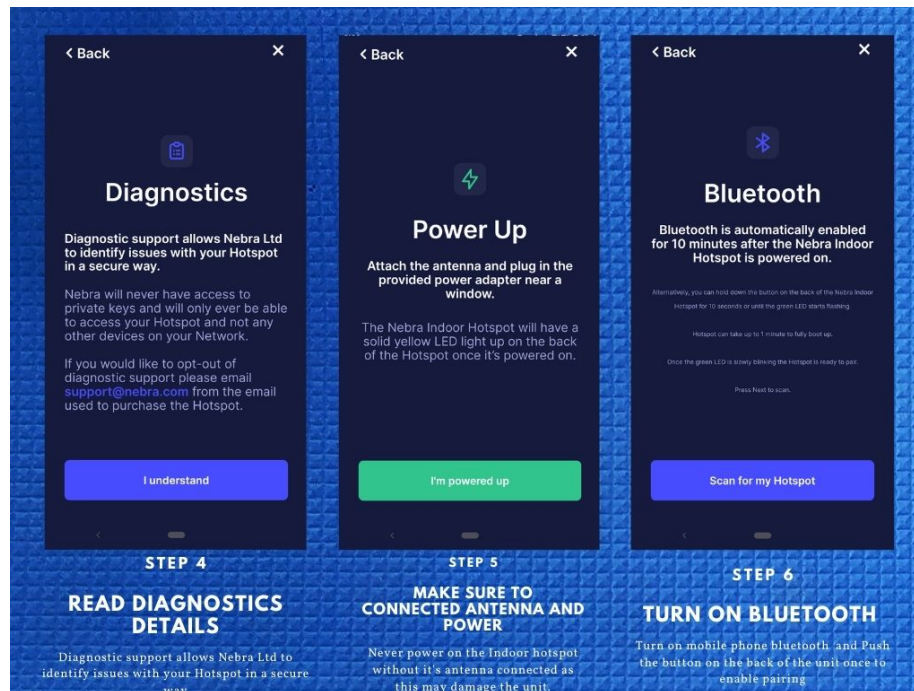 < Back
×
Diagnostics
Diagnostic support allows Nebra Ltd
to identify issues with your Hotspot
in a secure way.
Nebra will never have access to
private keys and will only ever be able
to access your Hotspot and not any
other devices on your Network.
If you would like to opt-out of
diagnostic support please email
support@nebra.com from the email
used to purchase the Hotspot.
I understand
STEP 4
READ DIAGNOSTICS
DETAILS
Diagnostic support allows Nebra Ltd to
identify issues with your Hotspot in a secure
way
< Back
×
Power Up
Attach the antenna and plug in the
provided power adapter near a
window.
The Nebra Indoor Hotspot will have a
solid yellow LED light up on the back
of the Hotspot once it's powered on.
I'm powered up
STEP 5
MAKE SURE TO
CONNECTED ANTENNA AND
POWER
Never power on the Indoor hotspot
without it's antenna connected as
this may damage the unit.
< Back
×
Bluetooth
Bluetooth is automatically enabled
for 10 minutes after the Nebra Indoor
Hotspot is powered on.
Alternatively, you can hold down the button on the back of the Nebra Indoor
Hotspot for 10 seconds or until the green LED starts flashing.
Hotspot can take up to 1 minute to fully boot up.
Once the green LED is slowly blinking the Hotspot is ready to pair.
Press Next to scan.
Scan for my Hotspot
STEP 6
TURN ON BLUETOOTH
Turn on mobile phone bluetooth and Push
the button on the back of the unit once to
enable pairing